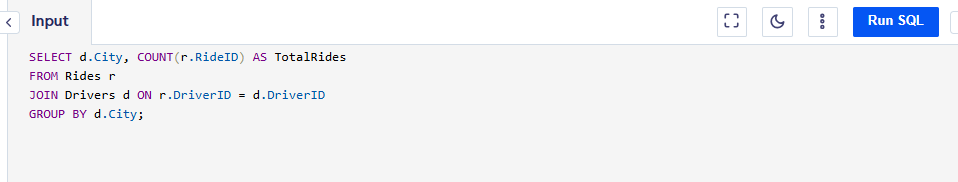 Input
Run SQL
SELECT d.City, COUNT(r.RideID) AS TotalRides
FROM Rides r
JOIN Drivers d ON r.DriverID = d.DriverID
GROUP BY d.City;